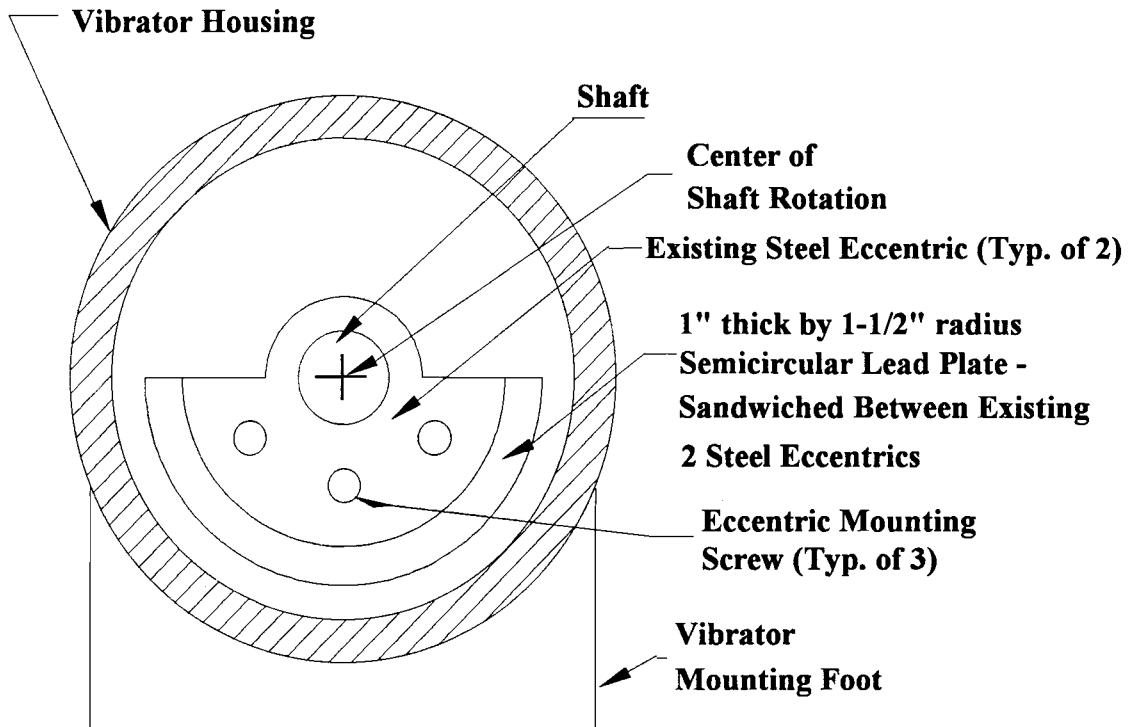 Vibrator Housing
Shaft
Center of
Shaft Rotation
Existing Steel Eccentric (Typ. of 2)
1" thick by 1-1/2" radius
Semicircular Lead Plate -
Sandwiched Between Existing
2 Steel Eccentrics
Eccentric Mounting
Screw (Typ. of 3)
Vibrator
Mounting Foot